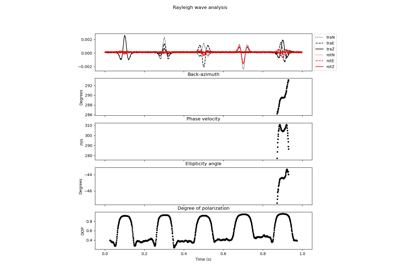 Rayleigh wave analysis
0.002
0.000
−0.002
traN
traE
traZ
rotN
rotE
rotZ
Back-azimuth
292
290
288
286
Degrees
Phase velocity
310
300
290
280
m/s
Ellipticity angle
−44
−46
Degrees
Degree of polarization
0.8
0.6
0.4
DOP
0.0 0.2 0.4 0.6 0.8 1.0
Time (s)